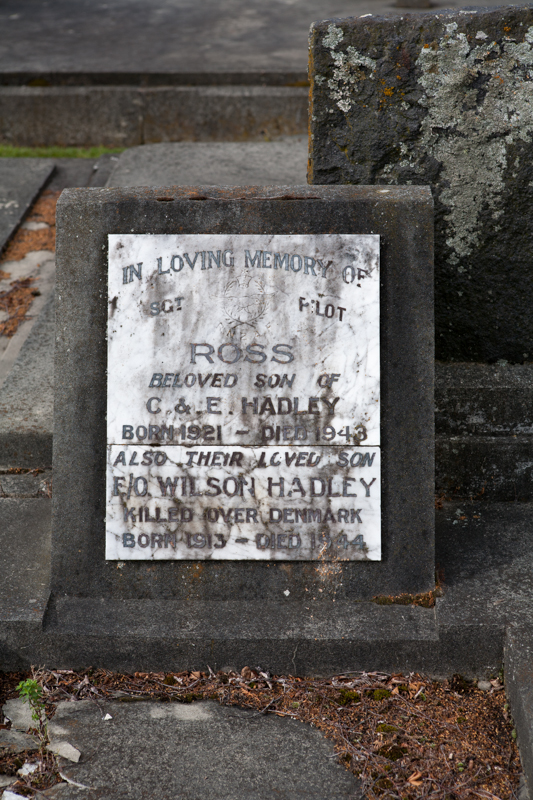 IN LOVING MEMORY OF
SGT PILOT
ROSS
BELOVED SON OF
C. & E. HADLEY
BORN 1921 - DIED 1943
ALSO THEIR LOVED SON
F/O. WILSON HADLEY
KILLED OVER DENMARK
BORN 1913 - DIED 1944